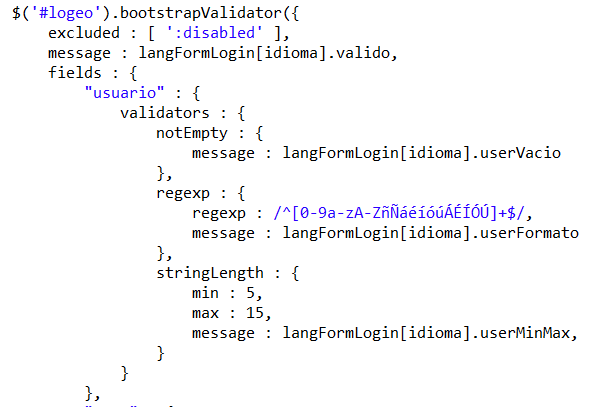 $('#logeo').bootstrapValidator({
    excluded : [ ':disabled' ],
    message : langFormLogin[idioma].valido,
    fields : {
        "usuario" : {
            validators : {
                notEmpty : {
                    message : langFormLogin[idioma].userVacio
                },
                regexp : {
                    regexp : /^[0-9a-zA-ZñÑáéíóúÁÉÍÓÚ]+$/,
                    message : langFormLogin[idioma].userFormato
                },
                stringLength : {
                    min : 5,
                    max : 15,
                    message : langFormLogin[idioma].userMinMax,
                }
            }
        },